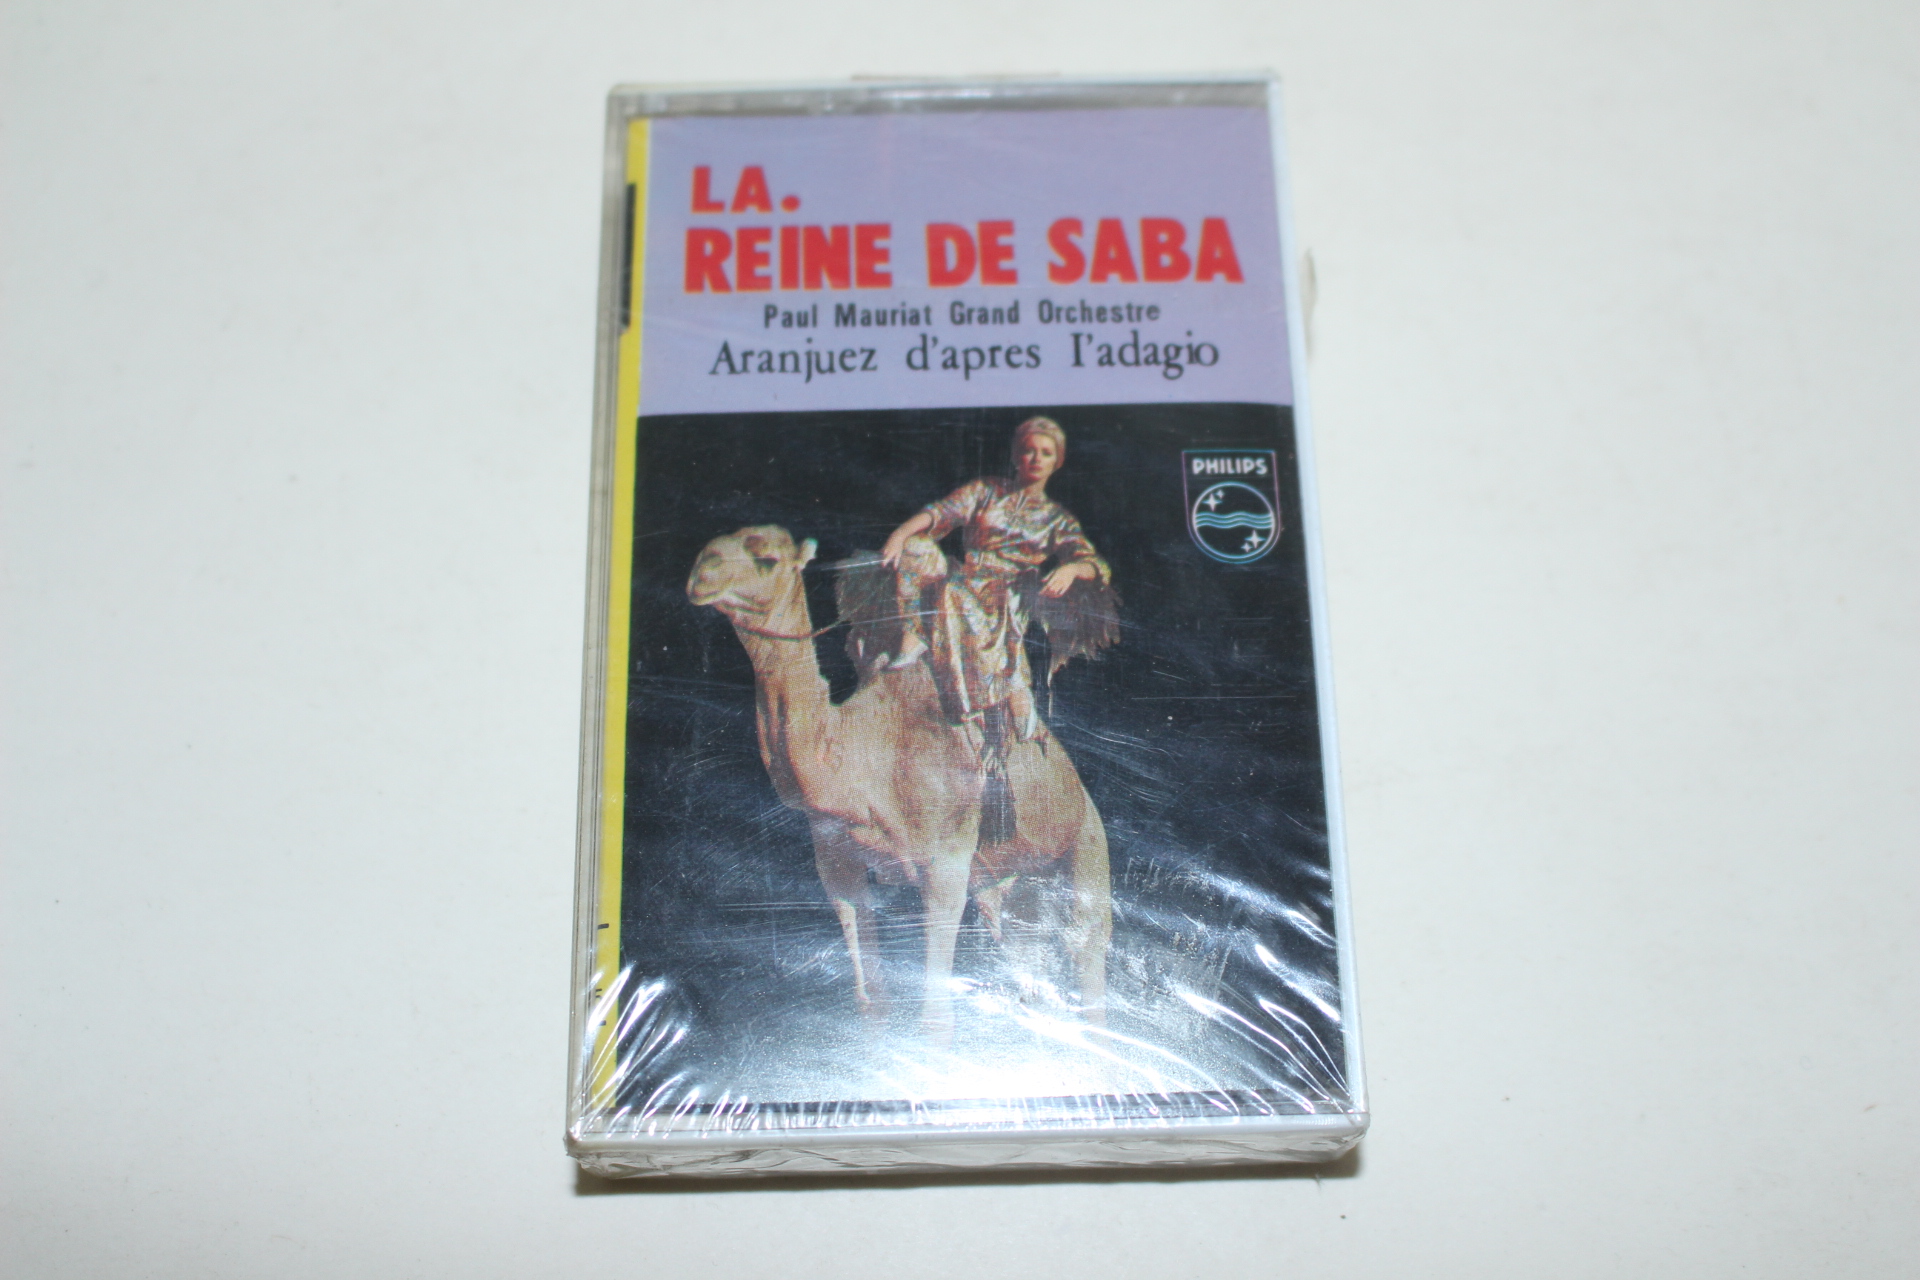 LA.
REINE DE SABA
Paul Mauriat Grand Orchestre
Aranjuez d'apres I'adagio
PHILIPS